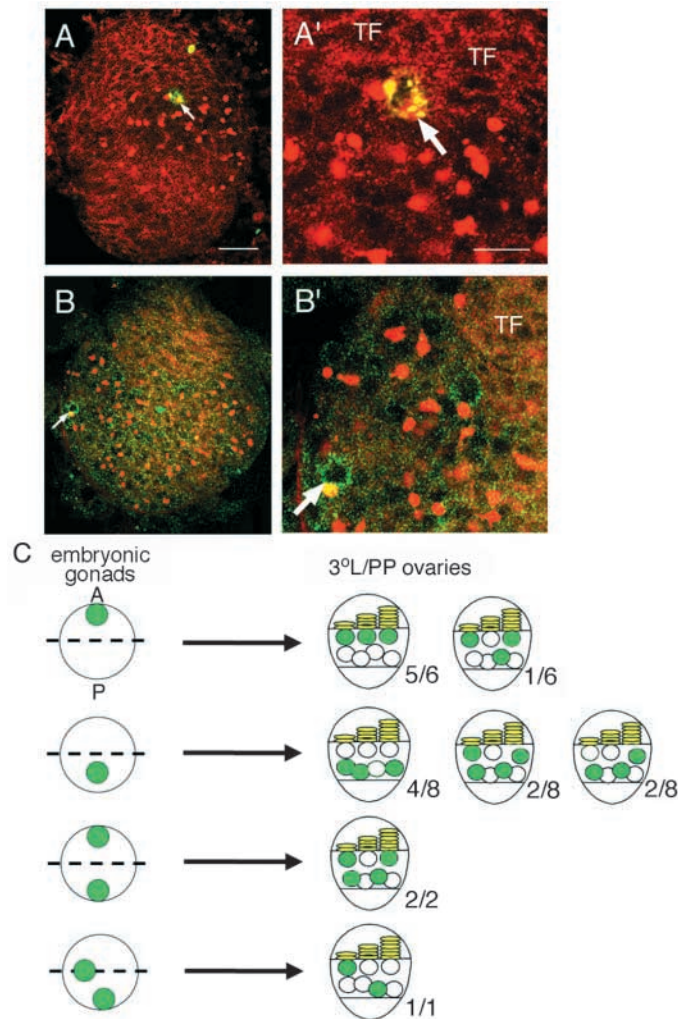 A
A'
TF
TF
B
B'
TF
C
embryonic
gonads
3ºL/PP ovaries
A
P
5/6
1/6
4/8
2/8
2/8
2/2
1/1